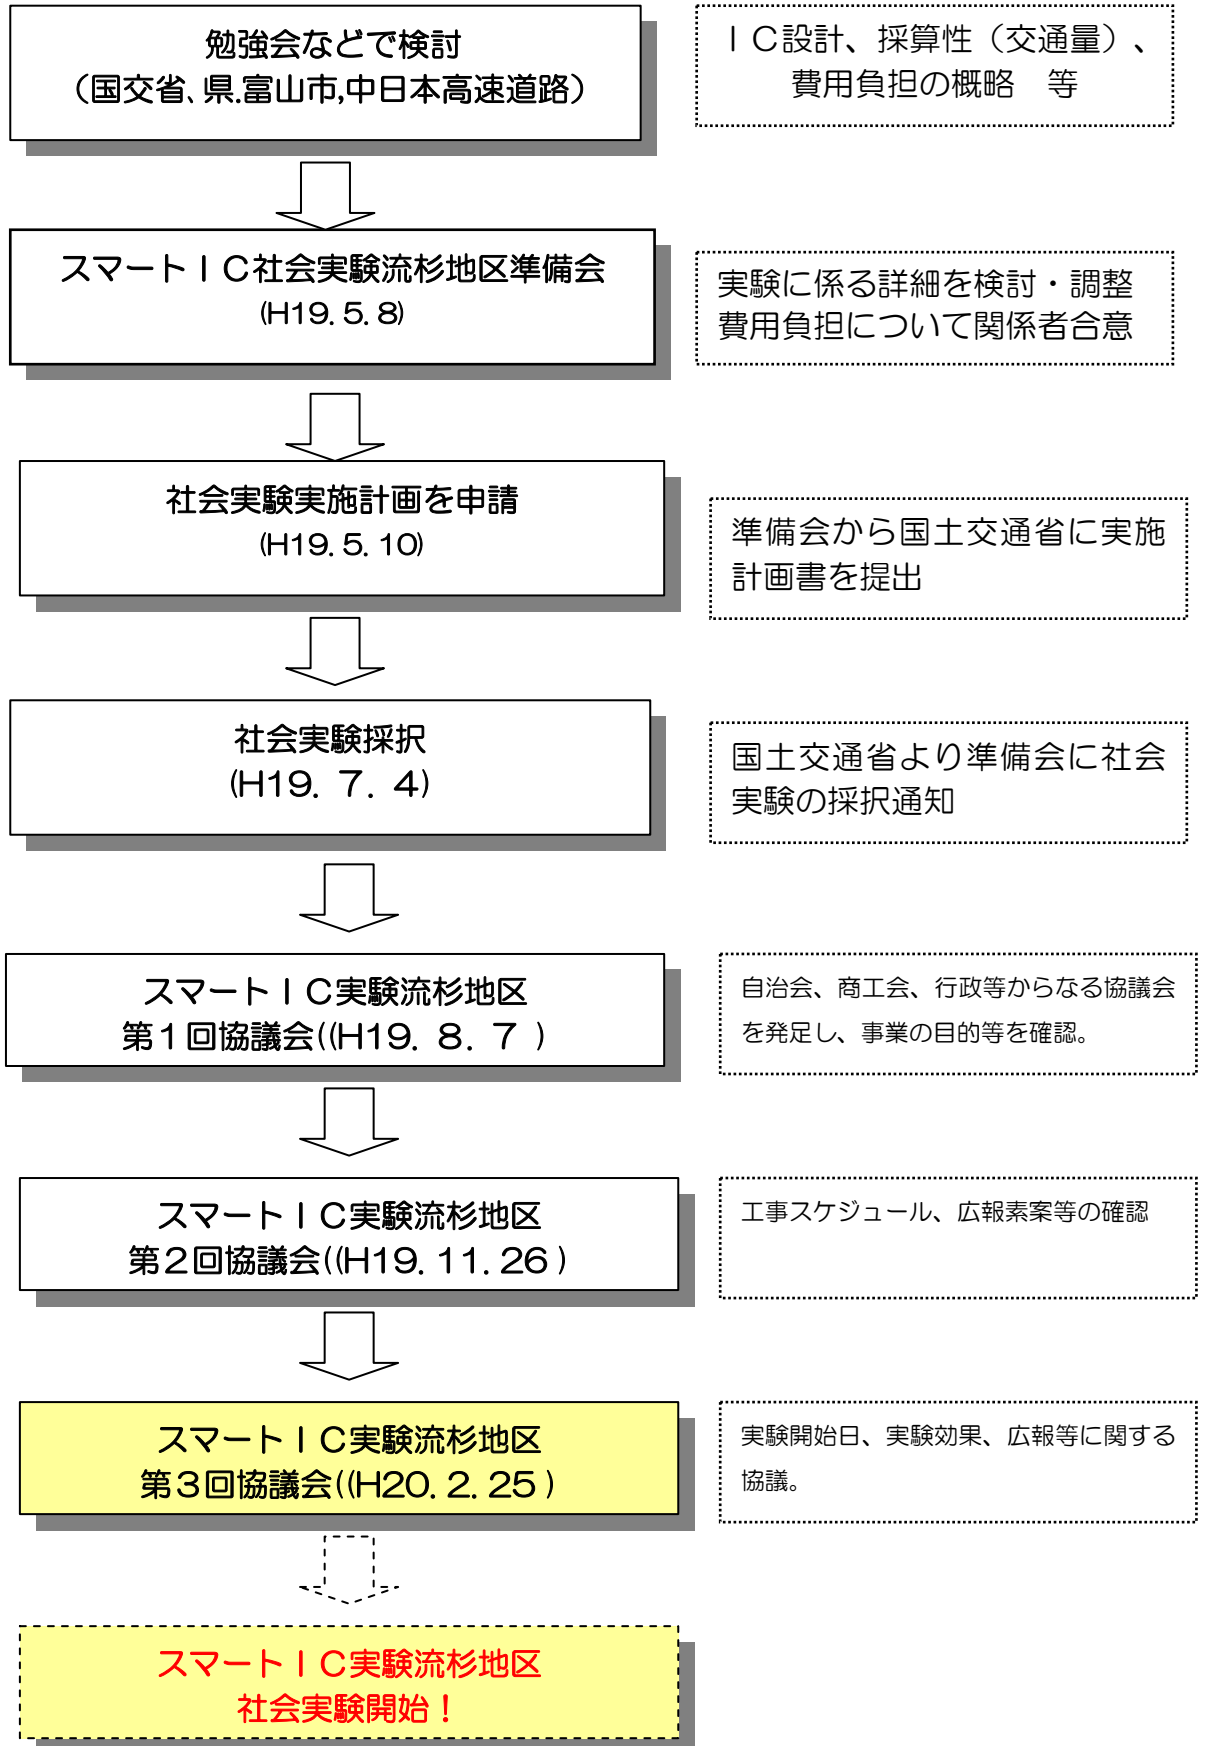 勉強会などで検討
（国交省、県.富山市,中日本高速道路）
ＩＣ設計、採算性（交通量）、
費用負担の概略　等
スマートＩＣ社会実験流杉地区準備会
(H19. 5. 8)
実験に係る詳細を検討・調整
費用負担について関係者合意
社会実験実施計画を申請
(H19. 5. 10)
準備会から国土交通省に実施
計画書を提出
社会実験採択
(H19. 7. 4)
国土交通省より準備会に社会
実験の採択通知
スマートＩＣ実験流杉地区
第１回協議会((H19. 8. 7 )
自治会、商工会、行政等からなる協議会
を発足し、事業の目的等を確認。
スマートＩＣ実験流杉地区
第２回協議会((H19. 11. 26 )
工事スケジュール、広報素案等の確認
スマートＩＣ実験流杉地区
第３回協議会((H20. 2. 25 )
実験開始日、実験効果、広報等に関する
協議。
スマートＩＣ実験流杉地区
社会実験開始！